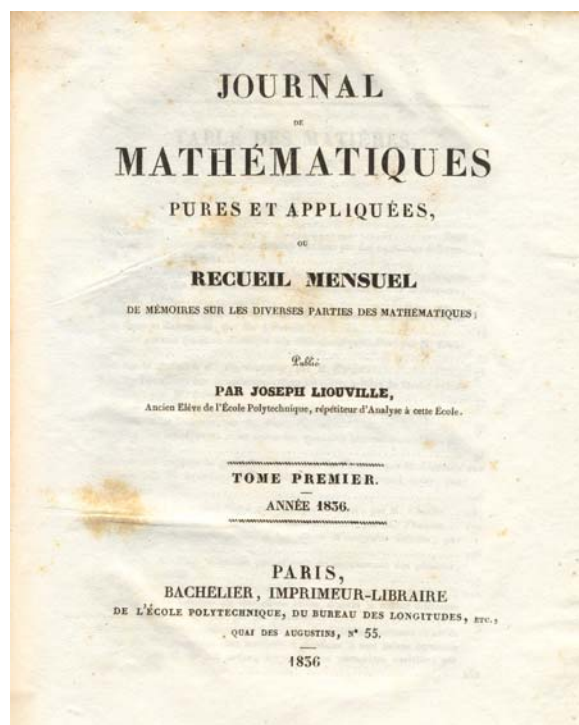 JOURNAL
DE
MATHÉMATIQUES
PURES ET APPLIQUÉES,
OU
RECUEIL MENSUEL
DE MÉMOIRES SUR LES DIVERSES PARTIES DES MATHÉMATIQUES;
Publié
PAR JOSEPH LIOUVILLE,
Ancien Elève de l'École Polytechnique, répétiteur d'Analyse à cette École.
TOME PREMIER.
ANNÉE 1836.
PARIS,
BACHELIER, IMPRIMEUR-LIBRAIRE
DE L'ÉCOLE POLYTECHNIQUE, DU BUREAU DES LONGITUDES, ETC.,
QUAI DES AUGUSTINS, N° 55.
1836